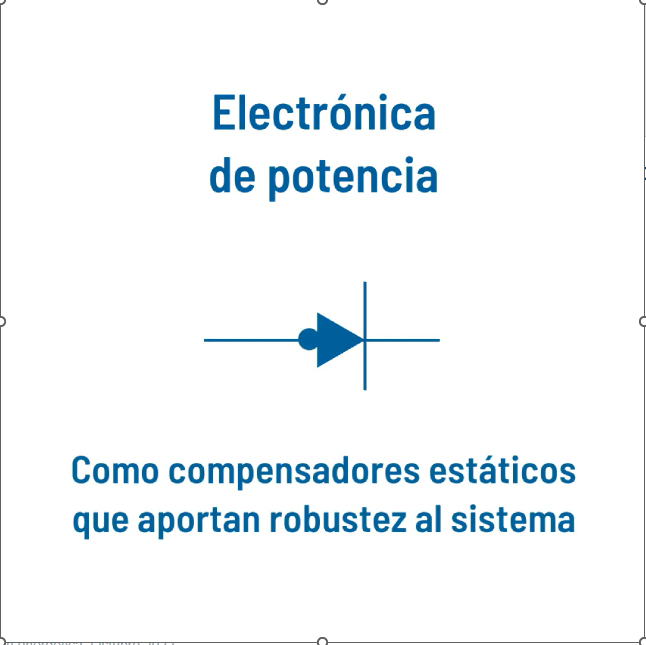 Electrónica
de potencia
Como compensadores estáticos
que aportan robustez al sistema